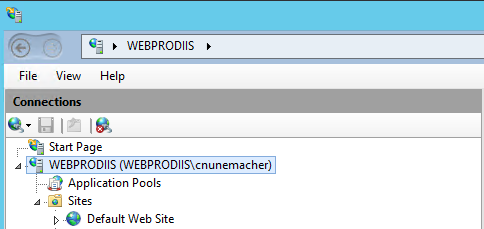 WEBPRODIIS
File View Help
Connections
Start Page
WEBPRODIIS (WEBPRODIIS\cnunemacher)
Application Pools
Sites
Default Web Site